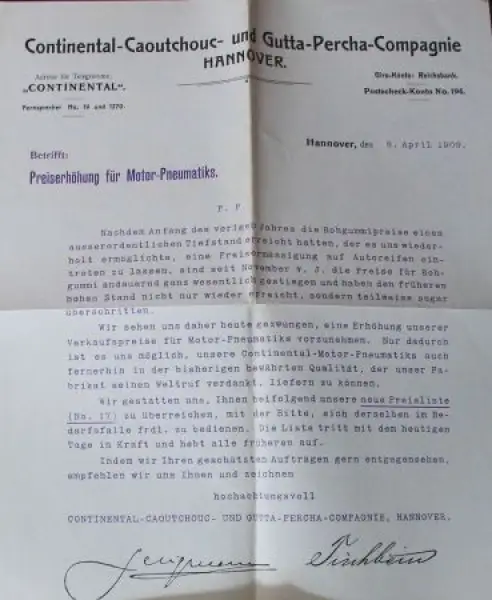 Continental-Caoutchouc- und Gutta-Percha-Compagnie
HANNOVER.
Adresse für Telegramme:
„CONTINENTAL“.
Fernsprecher No. 16 und 1270.
Giro-Konto: Reichsbank.
Postscheck-Konto No. 196.
Hannover, den 8. April 1909.
Betrifft:
Preiserhöhung für Motor-Pneumatiks.
P. P.
Nachdem Anfang des vorigen Jahres die Rohgummipreise einen
ausserordentlichen Tiefstand erreicht hatten, der es uns wieder-
holt ermöglichte, eine Preisermässigung auf Autoreifen ein-
treten zu lassen, sind seit November v. J. die Preise für Roh-
gummi andauernd ganz wesentlich gestiegen und haben den früheren
hohen Stand nicht nur wieder erreicht, sondern teilweise sogar
überschritten.
Wir sehen uns daher heute gezwungen, eine Erhöhung unserer
Verkaufspreise für Motor-Pneumatiks vorzunehmen. Nur dadurch
ist es uns möglich, unsere Continental-Motor-Pneumatiks auch
fernerhin in der bisherigen bewährten Qualität, der unser Fa-
brikat seinen Weltruf verdankt, liefern zu können.
Wir gestatten uns, Ihnen beifolgend unsere neue Preisliste
(No. 17) zu überreichen, mit der Bitte, sich derselben im Be-
darfsfalle frdl. zu bedienen. Die Liste tritt mit dem heutigen
Tage in Kraft und hebt alle früheren auf.
Indem wir Ihren geschätzten Aufträgen gern entgegensehen,
empfehlen wir uns Ihnen und zeichnen
hochachtungsvoll
CONTINENTAL-CAOUTCHOUC- UND GUTTA-PERCHA-COMPAGNIE, HANNOVER.
Tischbein